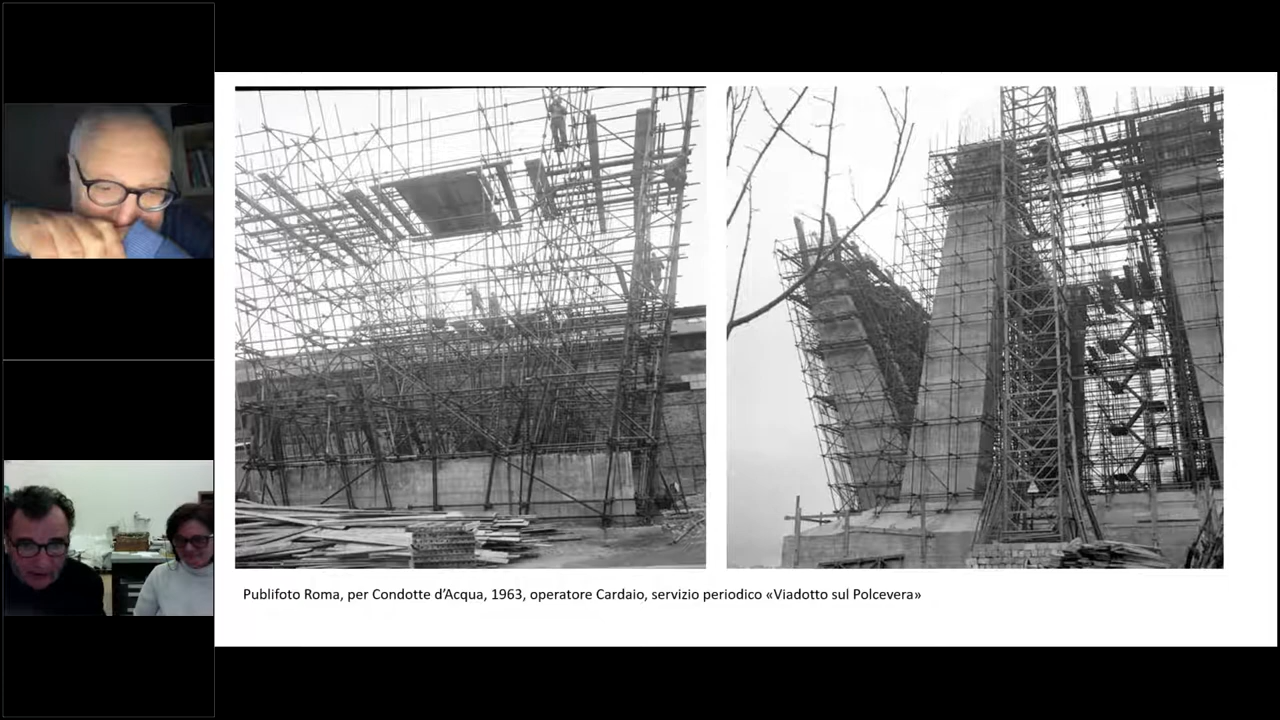 Publifoto Roma, per Condotte d’Acqua, 1963, operatore Cardaio, servizio periodico «Viadotto sul Polcevera»